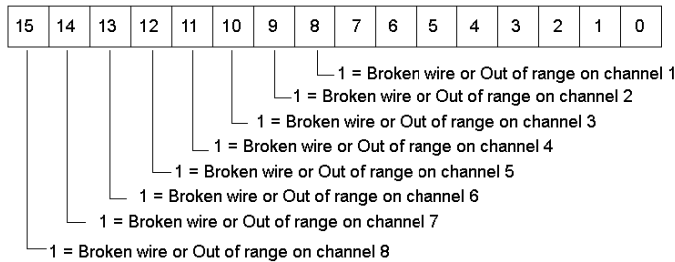 15 14 13 12 11 10 9 8 7 6 5 4 3 2 1 0
1 = Broken wire or Out of range on channel 1
1 = Broken wire or Out of range on channel 2
1 = Broken wire or Out of range on channel 3
1 = Broken wire or Out of range on channel 4
1 = Broken wire or Out of range on channel 5
1 = Broken wire or Out of range on channel 6
1 = Broken wire or Out of range on channel 7
1 = Broken wire or Out of range on channel 8